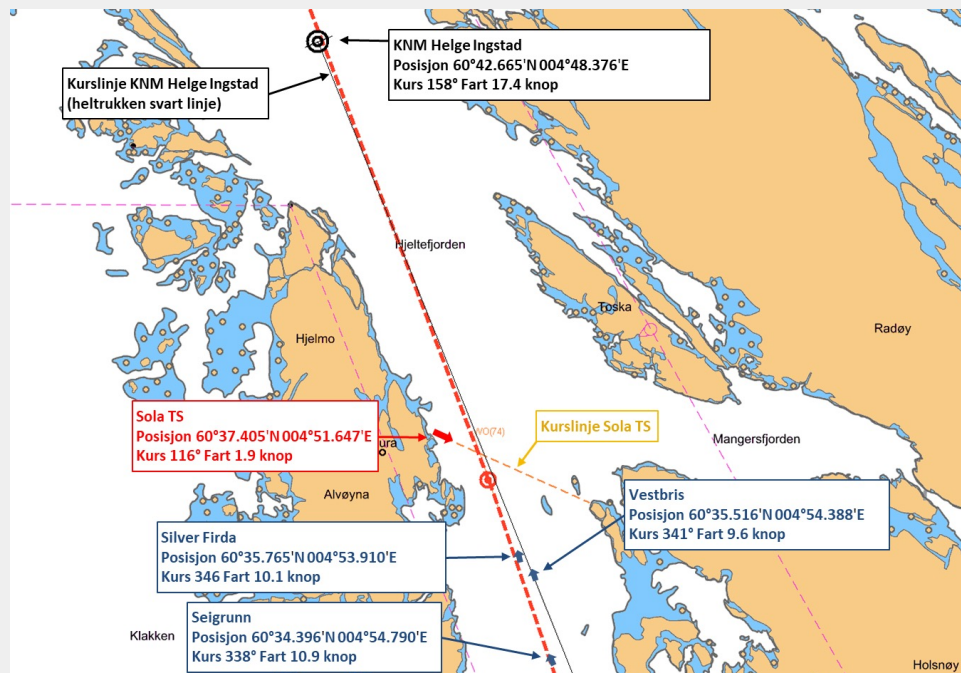 KNM Helge Ingstad
Posisjon 60°42.665'N 004°48.376'E
Kurs 158° Fart 17.4 knop
Kurslinje KNM Helge Ingstad
(heltrukken svart linje)
Hjeltefjorden
Toska
Radøy
Hjelmo
Sola TS
Posisjon 60°37.405'N 004°51.647'E
Kurs 116° Fart 1.9 knop
ura
VO(74)
Kurslinje Sola TS
Mangersfjorden
Alvøyna
Vestbris
Posisjon 60°35.516'N 004°54.388'E
Kurs 341° Fart 9.6 knop
Silver Firda
Posisjon 60°35.765'N 004°53.910'E
Kurs 346 Fart 10.1 knop
Seigrunn
Posisjon 60°34.396'N 004°54.790'E
Kurs 338° Fart 10.9 knop
Klakken
Holsnøy